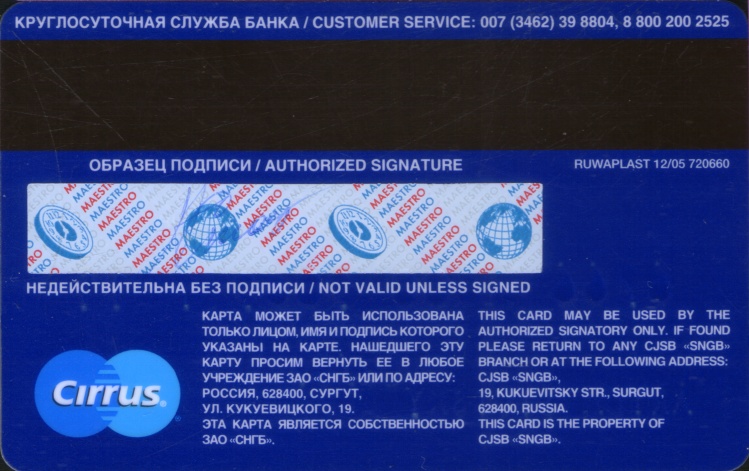 КРУГЛОСУТОЧНАЯ СЛУЖБА БАНКА / CUSTOMER SERVICE: 007 (3462) 39 8804, 8 800 200 2525
ОБРАЗЕЦ ПОДПИСИ / AUTHORIZED SIGNATURE
RUWAPLAST 12/05 720660
MAESTRO MAESTRO MAESTRO MAESTRO
НЕДЕЙСТВИТЕЛЬНА БЕЗ ПОДПИСИ / NOT VALID UNLESS SIGNED
КАРТА МОЖЕТ БЫТЬ ИСПОЛЬЗОВАНА
ТОЛЬКО ЛИЦОМ, ИМЯ И ПОДПИСЬ КОТОРОГО
УКАЗАНЫ НА КАРТЕ. НАШЕДШЕГО ЭТУ
КАРТУ ПРОСИМ ВЕРНУТЬ ЕЕ В ЛЮБОЕ
УЧРЕЖДЕНИЕ ЗАО «СНГБ» ИЛИ ПО АДРЕСУ:
РОССИЯ, 628400, СУРГУТ,
УЛ. КУКУЕВИЦКОГО, 19.
ЭТА КАРТА ЯВЛЯЕТСЯ СОБСТВЕННОСТЬЮ
ЗАО «СНГБ».
THIS CARD MAY BE USED BY THE
AUTHORIZED SIGNATORY ONLY. IF FOUND
PLEASE RETURN TO ANY CJSB «SNGB»
BRANCH OR AT THE FOLLOWING ADDRESS:
CJSB «SNGB»,
19, KUKUEVITSKY STR., SURGUT,
628400, RUSSIA.
THIS CARD IS THE PROPERTY OF
CJSB «SNGB».
Cirrus.